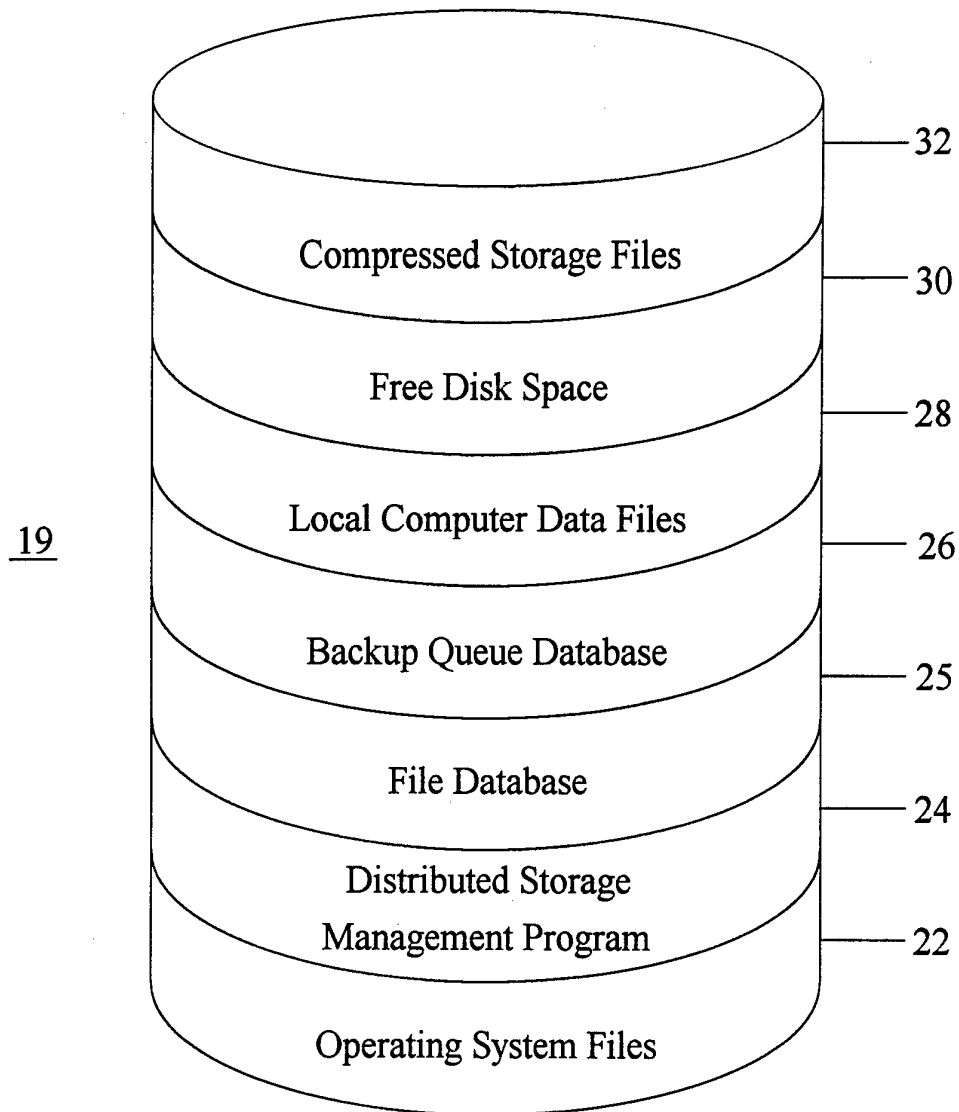 32
Compressed Storage Files
30
Free Disk Space
28
Local Computer Data Files
19
26
Backup Queue Database
25
File Database
24
Distributed Storage
Management Program
22
Operating System Files